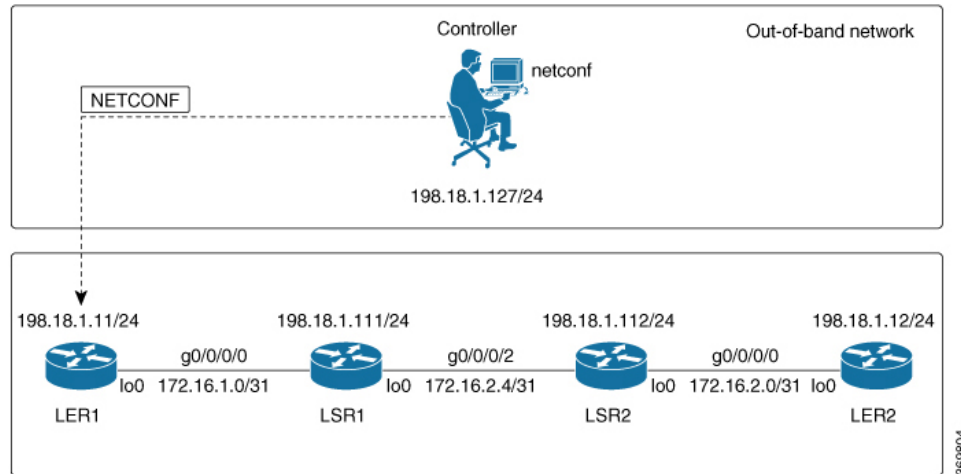 Controller
Out-of-band network
netconf
NETCONF
198.18.1.127/24
198.18.1.11/24
198.18.1.111/24
198.18.1.112/24
198.18.1.12/24
g0/0/0/0
g0/0/0/2
g0/0/0/0
lo0
172.16.1.0/31
lo0
172.16.2.4/31
lo0
172.16.2.0/31
lo0
LER1
LSR1
LSR2
LER2